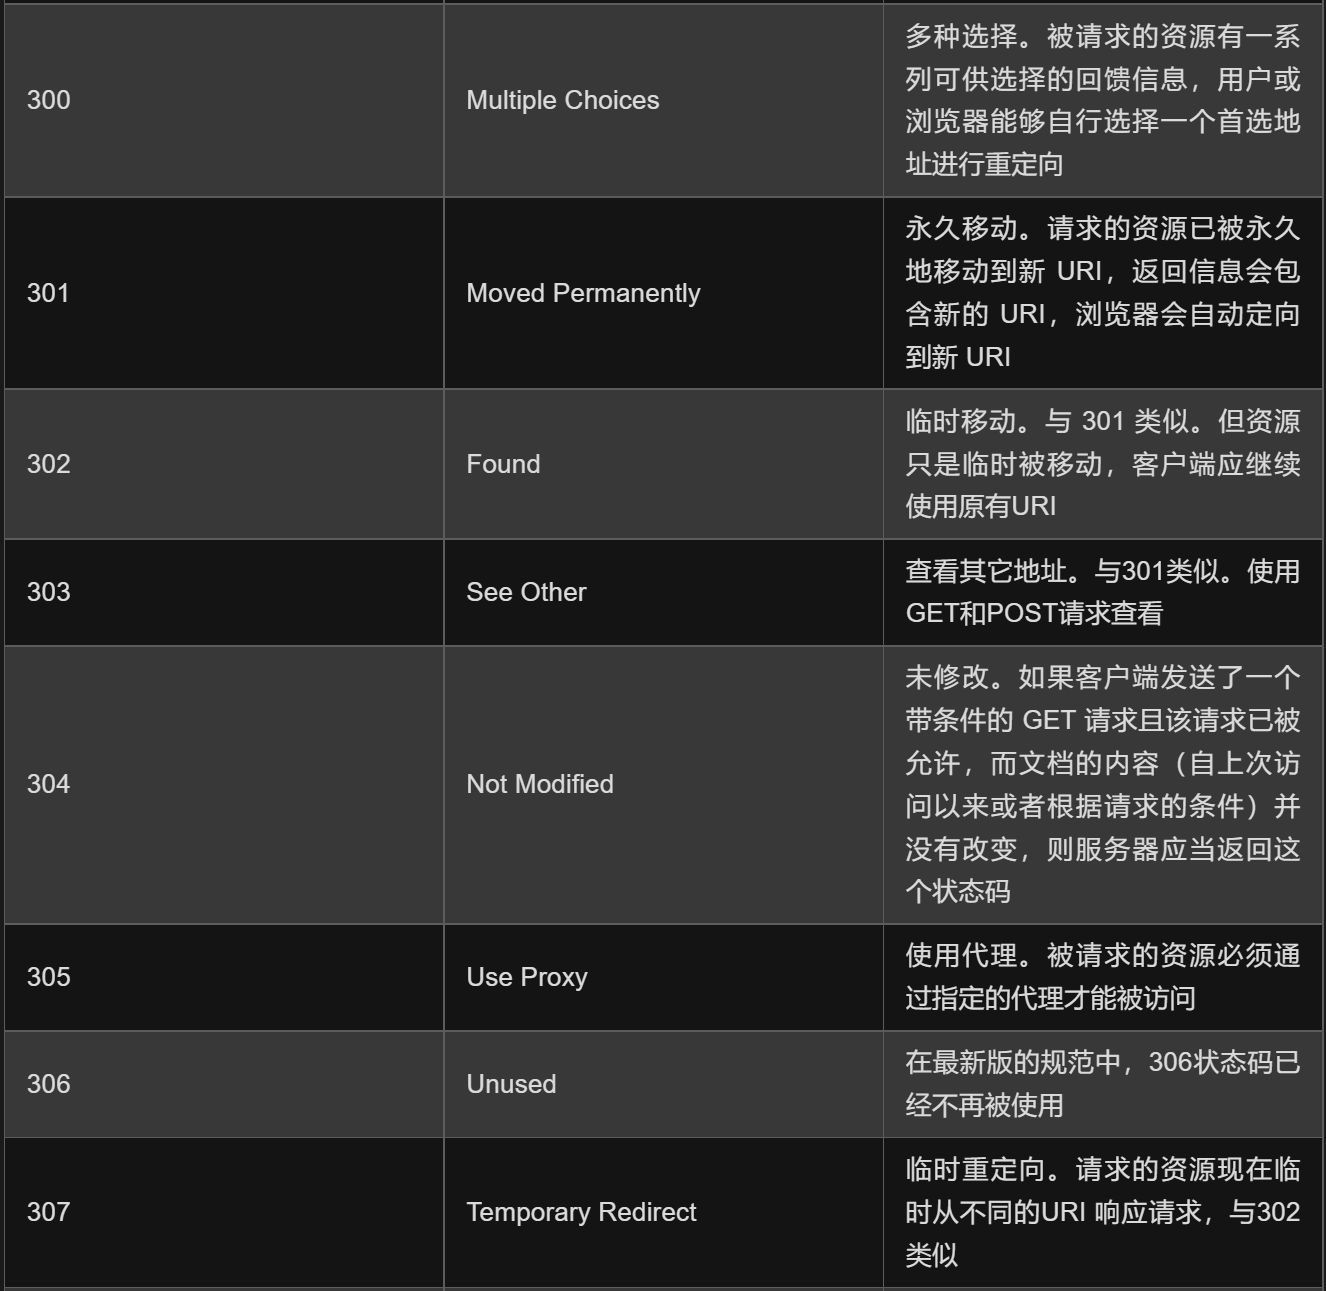 300
Multiple Choices
多种选择。被请求的资源有一系
列可供选择的回馈信息，用户或
浏览器能够自行选择一个首选地
址进行重定向
301
Moved Permanently
永久移动。请求的资源已被永久
地移动到新 URI，返回信息会包
含新的 URI，浏览器会自动定向
到新 URI
302
Found
临时移动。与 301 类似。但资源
只是临时被移动，客户端应继续
使用原有URI
303
See Other
查看其它地址。与301类似。使用
GET和POST请求查看
304
Not Modified
未修改。如果客户端发送了一个
带条件的 GET 请求且该请求已被
允许，而文档的内容（自上次访
问以来或者根据请求的条件）并
没有改变，则服务器应当返回这
个状态码
305
Use Proxy
使用代理。被请求的资源必须通
过指定的代理才能被访问
306
Unused
在最新版的规范中，306状态码已
经不再被使用
307
Temporary Redirect
临时重定向。请求的资源现在临
时从不同的URI 响应请求，与302
类似